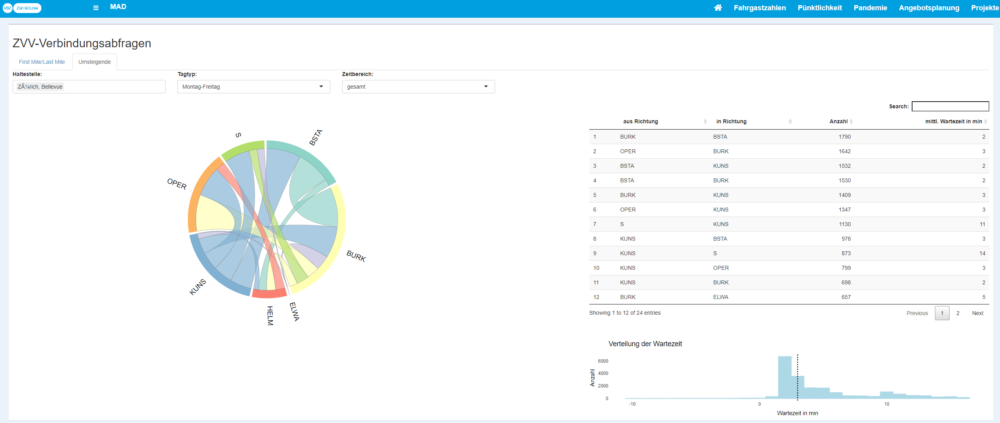 VBZ Züri Linie MAD Fahrgastzahlen Pünktlichkeit Pandemie Angebotsplanung Projekte
ZVV-Verbindungsabfragen
First Mile/Last Mile Umsteigende
Haltestelle: Tagtyp: Zeitbereich:
ZÃ¼rich, Bellevue Montag-Freitag gesamt
Search:
aus Richtung in Richtung Anzahl mittl. Wartezeit in min
1 BURK BSTA 1790 2
2 OPER BURK 1642 3
3 BSTA KUNS 1532 2
4 BSTA BURK 1530 2
5 BURK KUNS 1409 3
6 OPER KUNS 1347 3
7 S KUNS 1130 11
8 KUNS BSTA 978 3
9 KUNS S 873 14
10 KUNS OPER 799 3
11 KUNS BURK 698 2
12 BURK ELWA 657 5
Showing 1 to 12 of 24 entries Previous 1 2 Next
S
BSTA
OPER
BURK
KUNS
HELM
ELWA
Verteilung der Wartezeit
Anzahl
6000
4000
2000
0
-10 0 10
Wartezeit in min